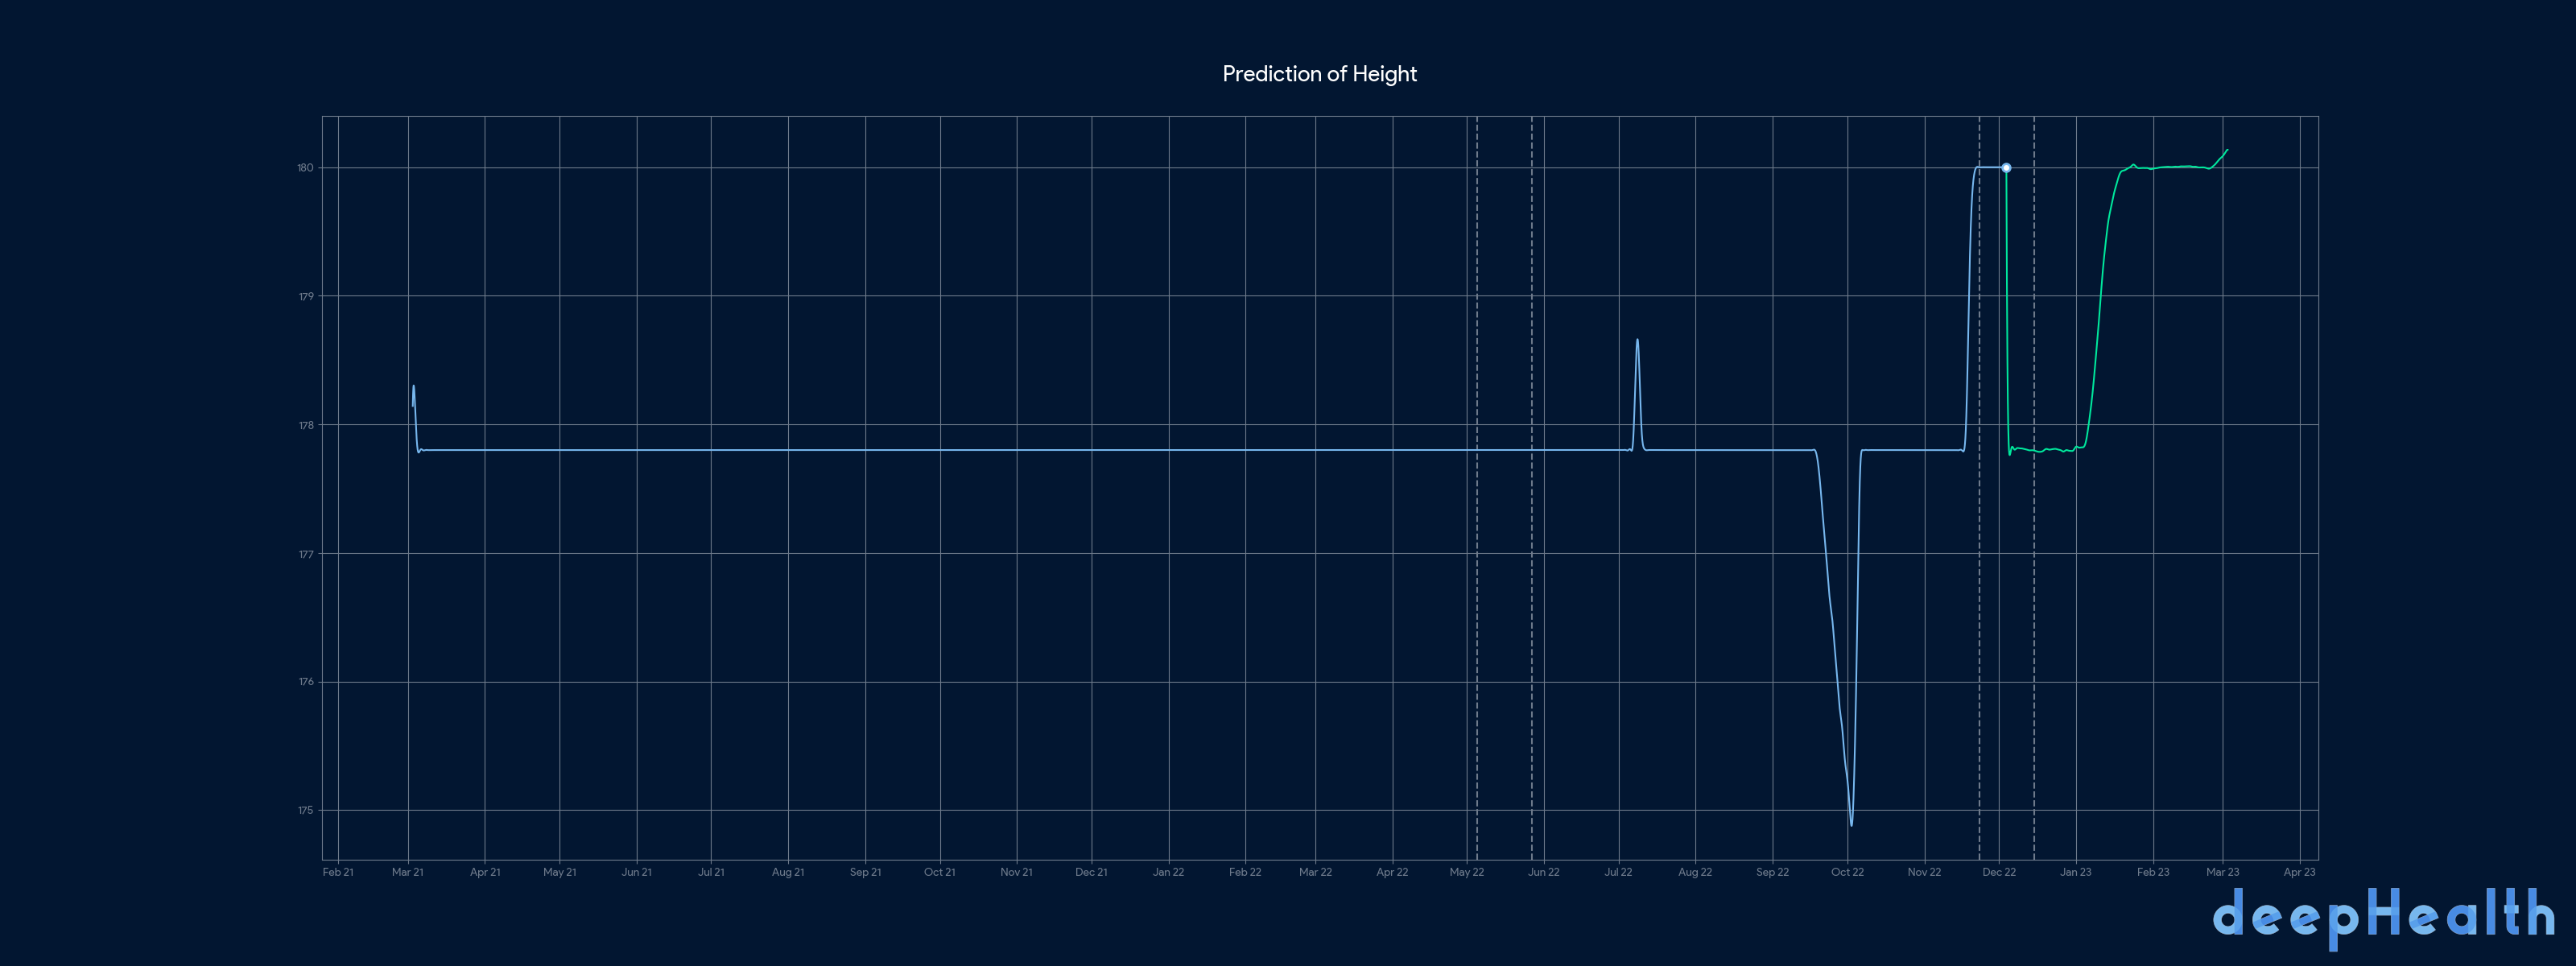 Prediction of Height
180
179
178
177
176
175
Feb 21 Mar 21 Apr 21 May 21 Jun 21 Jul 21 Aug 21 Sep 21 Oct 21 Nov 21 Dec 21 Jan 22 Feb 22 Mar 22 Apr 22 May 22 Jun 22 Jul 22 Aug 22 Sep 22 Oct 22 Nov 22 Dec 22 Jan 23 Feb 23 Mar 23 Apr 23
deepHealth